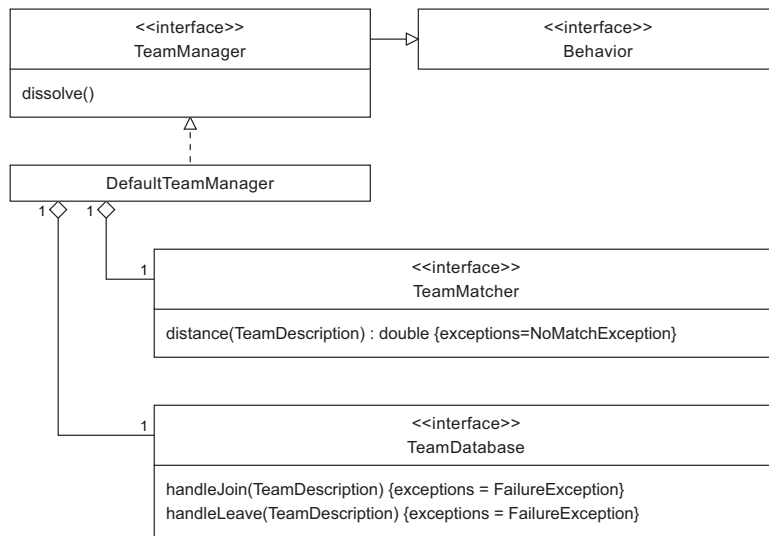 <<interface>>
TeamManager
<<interface>>
Behavior
dissolve()
DefaultTeamManager
1
1
<<interface>>
TeamMatcher
1
distance(TeamDescription) : double {exceptions=NoMatchException}
<<interface>>
TeamDatabase
1
handleJoin(TeamDescription) {exceptions = FailureException}
handleLeave(TeamDescription) {exceptions = FailureException}